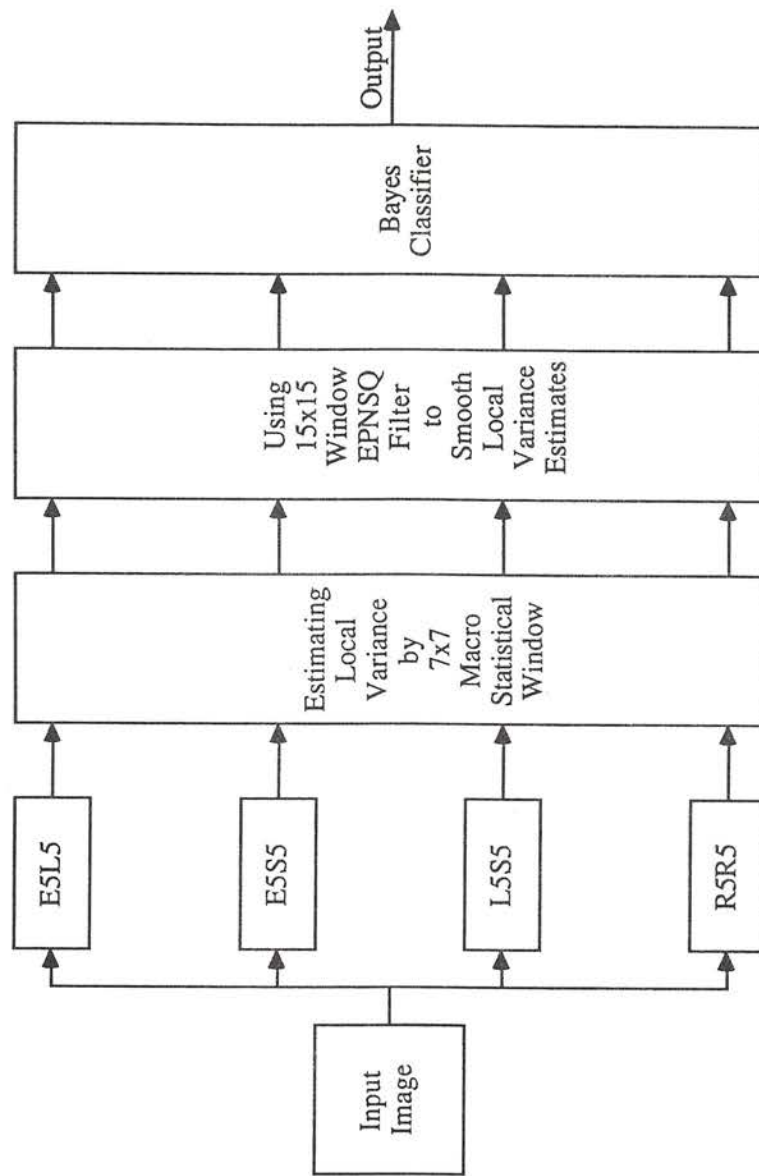 Input
Image
E5L5
E5S5
L5S5
R5R5
Estimating
Local
Variance
by
7x7
Macro
Statistical
Window
Using
15x15
Window
EPNSQ
Filter
to
Smooth
Local
Variance
Estimates
Bayes
Classifier
Output